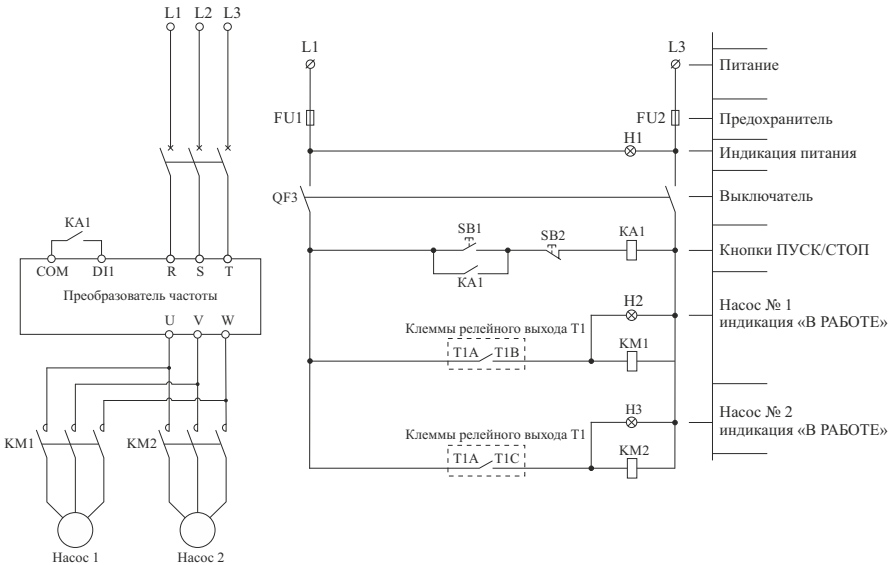 L1 L2 L3
KA1
COM DI1 R S T
Преобразователь частоты
U V W
KM1
KM2
Насос 1
Насос 2
L1
L3
Питание
FU1
FU2
Предохранитель
H1
Индикация питания
QF3
Выключатель
SB1
SB2
KA1
Кнопки ПУСК/СТОП
KA1
H2
Насос № 1
индикация «В РАБОТЕ»
Клеммы релейного выхода Т1
T1A T1B
KM1
H3
Насос № 2
индикация «В РАБОТЕ»
Клеммы релейного выхода Т1
T1A T1C
KM2